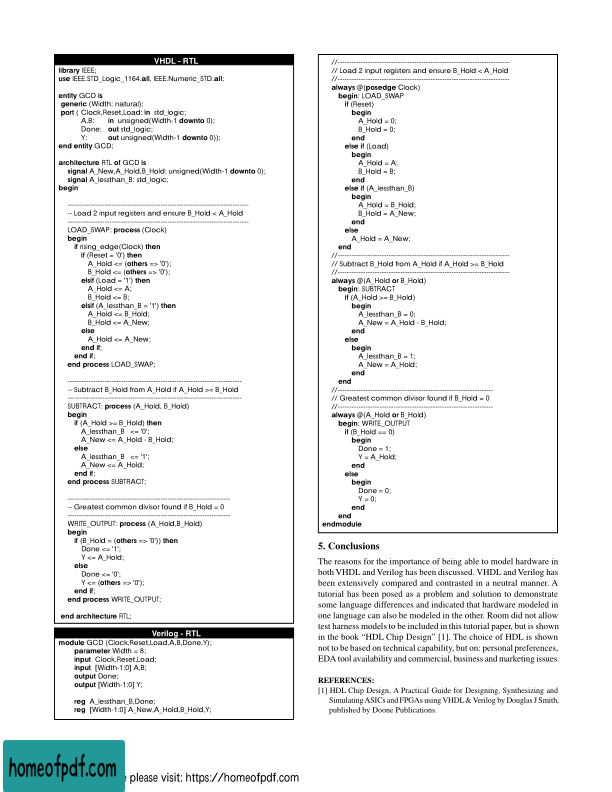 VHDL - RTL
library IEEE;
use IEEE.STD_Logic_1164.all, IEEE.Numeric_STD.all;
entity GCD is
generic (Width: natural);
port ( Clock,Reset,Load: in std_logic;
A,B: in unsigned(Width-1 downto 0);
Done: out std_logic;
Y: out unsigned(Width-1 downto 0));
end entity GCD;
architecture RTL of GCD is
signal A_New,A_Hold,B_Hold: unsigned(Width-1 downto 0);
signal A_lessthan_B: std_logic;
begin
----------------------------------------------------
-- Load 2 input registers and ensure B_Hold < A_Hold
----------------------------------------------------
LOAD_SWAP: process (Clock)
begin
if rising_edge(Clock) then
if (Reset = '0') then
A_Hold <= (others => '0');
B_Hold <= (others => '0');
elsif (Load = '1') then
A_Hold <= A;
B_Hold <= B;
elsif (A_lessthan_B = '1') then
A_Hold <= B_Hold;
B_Hold <= A_New;
else
A_Hold <= A_New;
end if;
end if;
end process LOAD_SWAP;
----------------------------------------------------
-- Subtract B_Hold from A_Hold if A_Hold >= B_Hold
----------------------------------------------------
SUBTRACT: process (A_Hold, B_Hold)
begin
if (A_Hold >= B_Hold) then
A_lessthan_B <= '0';
A_New <= A_Hold - B_Hold;
else
A_lessthan_B <= '1';
A_New <= A_Hold;
end if;
end process SUBTRACT;
----------------------------------------------------
-- Greatest common divisor found if B_Hold = 0
----------------------------------------------------
WRITE_OUTPUT: process (A_Hold,B_Hold)
begin
if (B_Hold = (others => '0')) then
Done <= '1';
Y <= A_Hold;
else
Done <= '0';
Y <= (others => '0');
end if;
end process WRITE_OUTPUT;
end architecture RTL;
Verilog - RTL
module GCD (Clock,Reset,Load,A,B,Done,Y);
parameter Width = 8;
input Clock,Reset,Load;
input [Width-1:0] A,B;
output Done;
output [Width-1:0] Y;
reg A_lessthan_B,Done;
reg [Width-1:0] A_New,A_Hold,B_Hold,Y;
//--------------------------------------------------
// Load 2 input registers and ensure B_Hold < A_Hold
//--------------------------------------------------
always @(posedge Clock)
begin: LOAD_SWAP
if (Reset)
begin
A_Hold = 0;
B_Hold = 0;
end
else if (Load)
begin
A_Hold = A;
B_Hold = B;
end
else if (A_lessthan_B)
begin
A_Hold = B_Hold;
B_Hold = A_New;
end
else
A_Hold = A_New;
end
//--------------------------------------------------
// Subtract B_Hold from A_Hold if A_Hold >= B_Hold
//--------------------------------------------------
always @(A_Hold or B_Hold)
begin: SUBTRACT
if (A_Hold >= B_Hold)
begin
A_lessthan_B = 0;
A_New = A_Hold - B_Hold;
end
else
begin
A_lessthan_B = 1;
A_New = A_Hold;
end
end
//--------------------------------------------------
// Greatest common divisor found if B_Hold = 0
//--------------------------------------------------
always @(A_Hold or B_Hold)
begin: WRITE_OUTPUT
if (B_Hold == 0)
begin
Done = 1;
Y = A_Hold;
end
else
begin
Done = 0;
Y = 0;
end
end
endmodule
5. Conclusions
The reasons for the importance of being able to model hardware in
both VHDL and Verilog has been discussed. VHDL and Verilog has
been extensively compared and contrasted in a neutral manner. A
tutorial has been posed as a problem and solution to demonstrate
some language differences and indicated that hardware modeled in
one language can also be modeled in the other. Room did not allow
test harness models to be included in this tutorial paper, but is shown
in the book “HDL Chip Design” [1]. The choice of HDL is shown
not to be based on technical capability, but on: personal preferences,
EDA tool availability and commercial, business and marketing issues.
REFERENCES:
[1] HDL Chip Design, A Practical Guide for Designing, Synthesizing and
Simulating ASICs and FPGAs using VHDL & Verilog by Douglas J Smith,
published by Doone Publications.
homeofpdf.com
please visit: https://homeofpdf.com